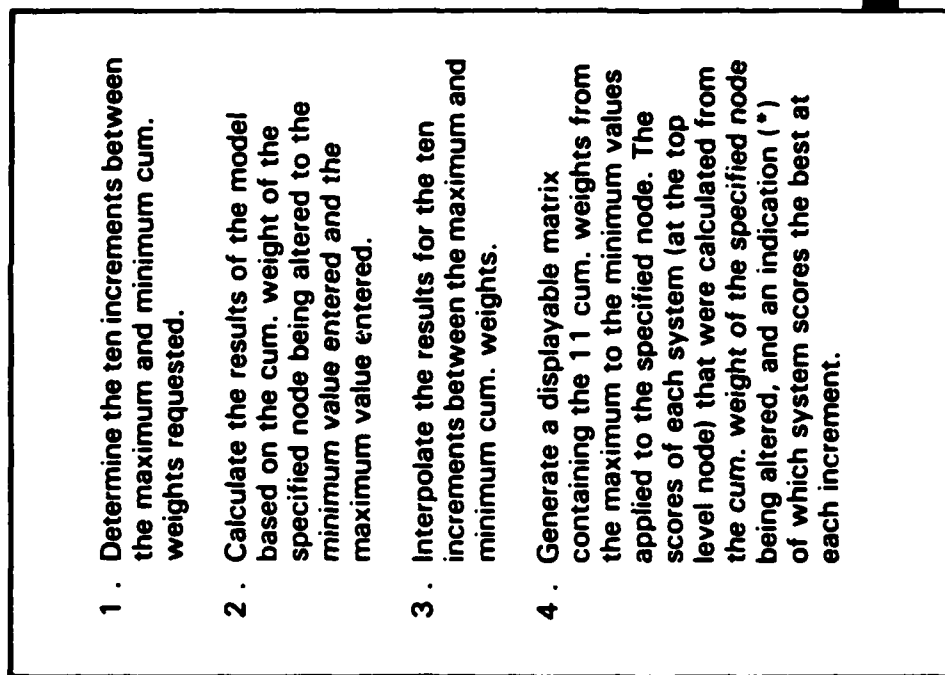 1. Determine the ten increments between
the maximum and minimum cum.
weights requested.
2. Calculate the results of the model
based on the cum. weight of the
specified node being altered to the
minimum value entered and the
maximum value entered.
3. Interpolate the results for the ten
increments between the maximum and
minimum cum. weights.
4. Generate a displayable matrix
containing the 11 cum. weights from
the maximum to the minimum values
applied to the specified node. The
scores of each system (at the top
level node) that were calculated from
the cum. weight of the specified node
being altered, and an indication (*)
of which system scores the best at
each increment.